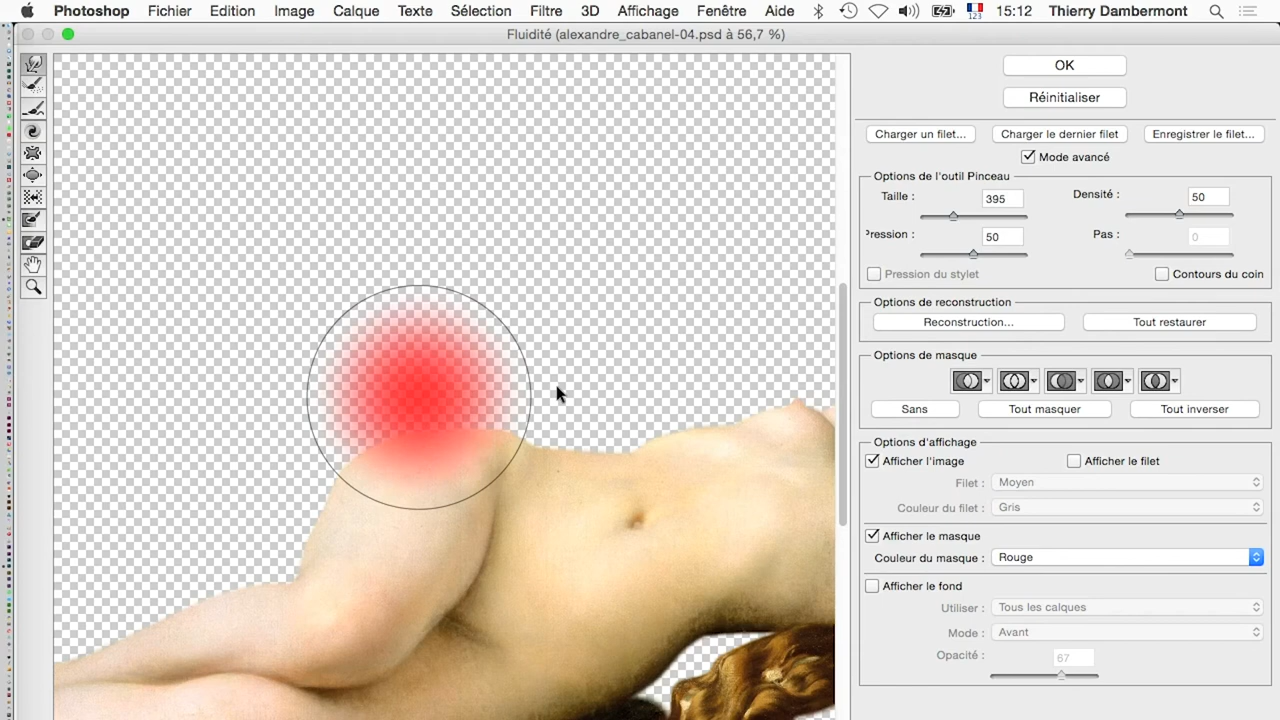 Photoshop Fichier Edition Image Calque Texte Sélection Filtre 3D Affichage Fenêtre Aide 123 15:12 Thierry Dambermont
Fluidité (alexandre_cabanel-04.psd à 56,7 %)
OK
Réinitialiser
Charger un filet... Charger le dernier filet Enregistrer le filet...
Mode avancé
Options de l'outil Pinceau
Taille : 395 Densité : 50
Pression : 50 Pas : 0
Pression du stylet Contours du coin
Options de reconstruction
Reconstruction... Tout restaurer
Options de masque
Sans Tout masquer Tout inverser
Options d'affichage
Afficher l'image Afficher le filet
Filet : Moyen
Couleur du filet : Gris
Afficher le masque
Couleur du masque : Rouge
Afficher le fond
Utiliser : Tous les calques
Mode : Avant
Opacité : 67